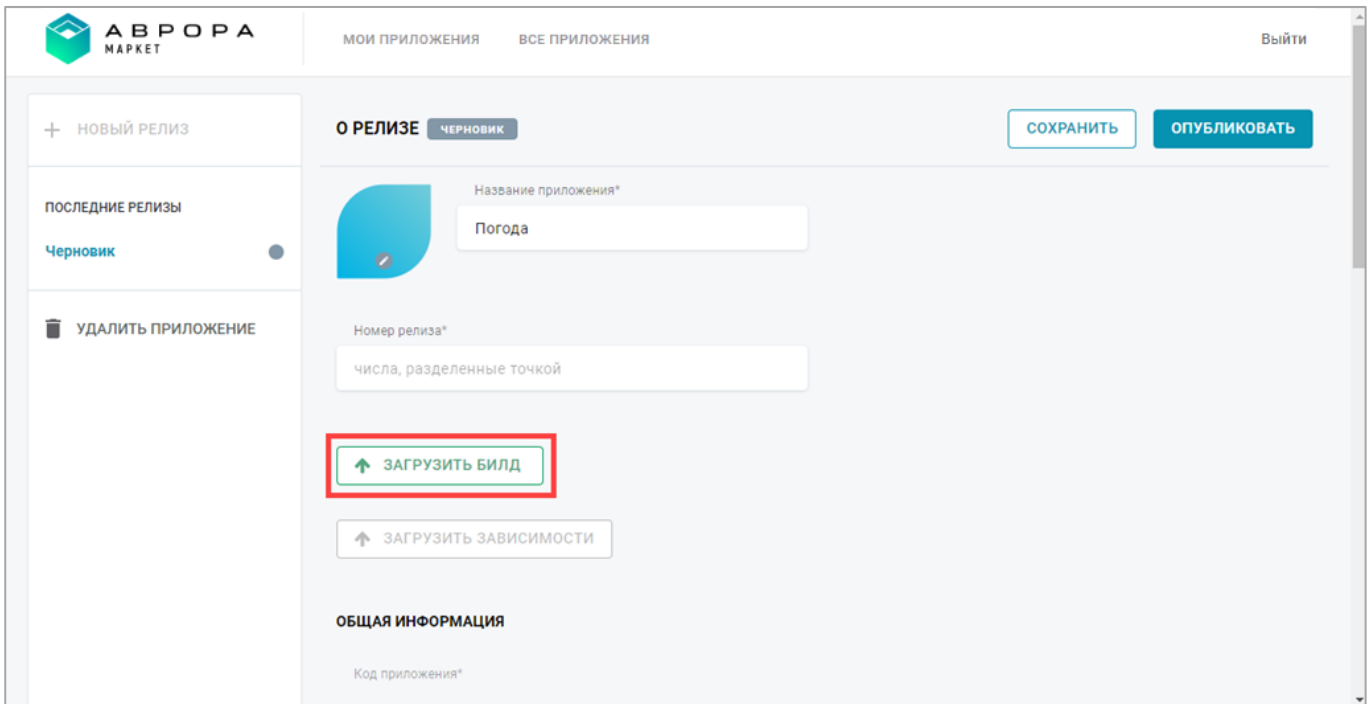 АВРОРА
МАРКЕТ
МОИ ПРИЛОЖЕНИЯ
ВСЕ ПРИЛОЖЕНИЯ
Выйти
НОВЫЙ РЕЛИЗ
ПОСЛЕДНИЕ РЕЛИЗЫ
Черновик
УДАЛИТЬ ПРИЛОЖЕНИЕ
О РЕЛИЗЕ ЧЕРНОВИК
СОХРАНИТЬ
ОПУБЛИКОВАТЬ
Название приложения*
Погода
Номер релиза*
числа, разделенные точкой
ЗАГРУЗИТЬ БИЛД
ЗАГРУЗИТЬ ЗАВИСИМОСТИ
ОБЩАЯ ИНФОРМАЦИЯ
Код приложения*